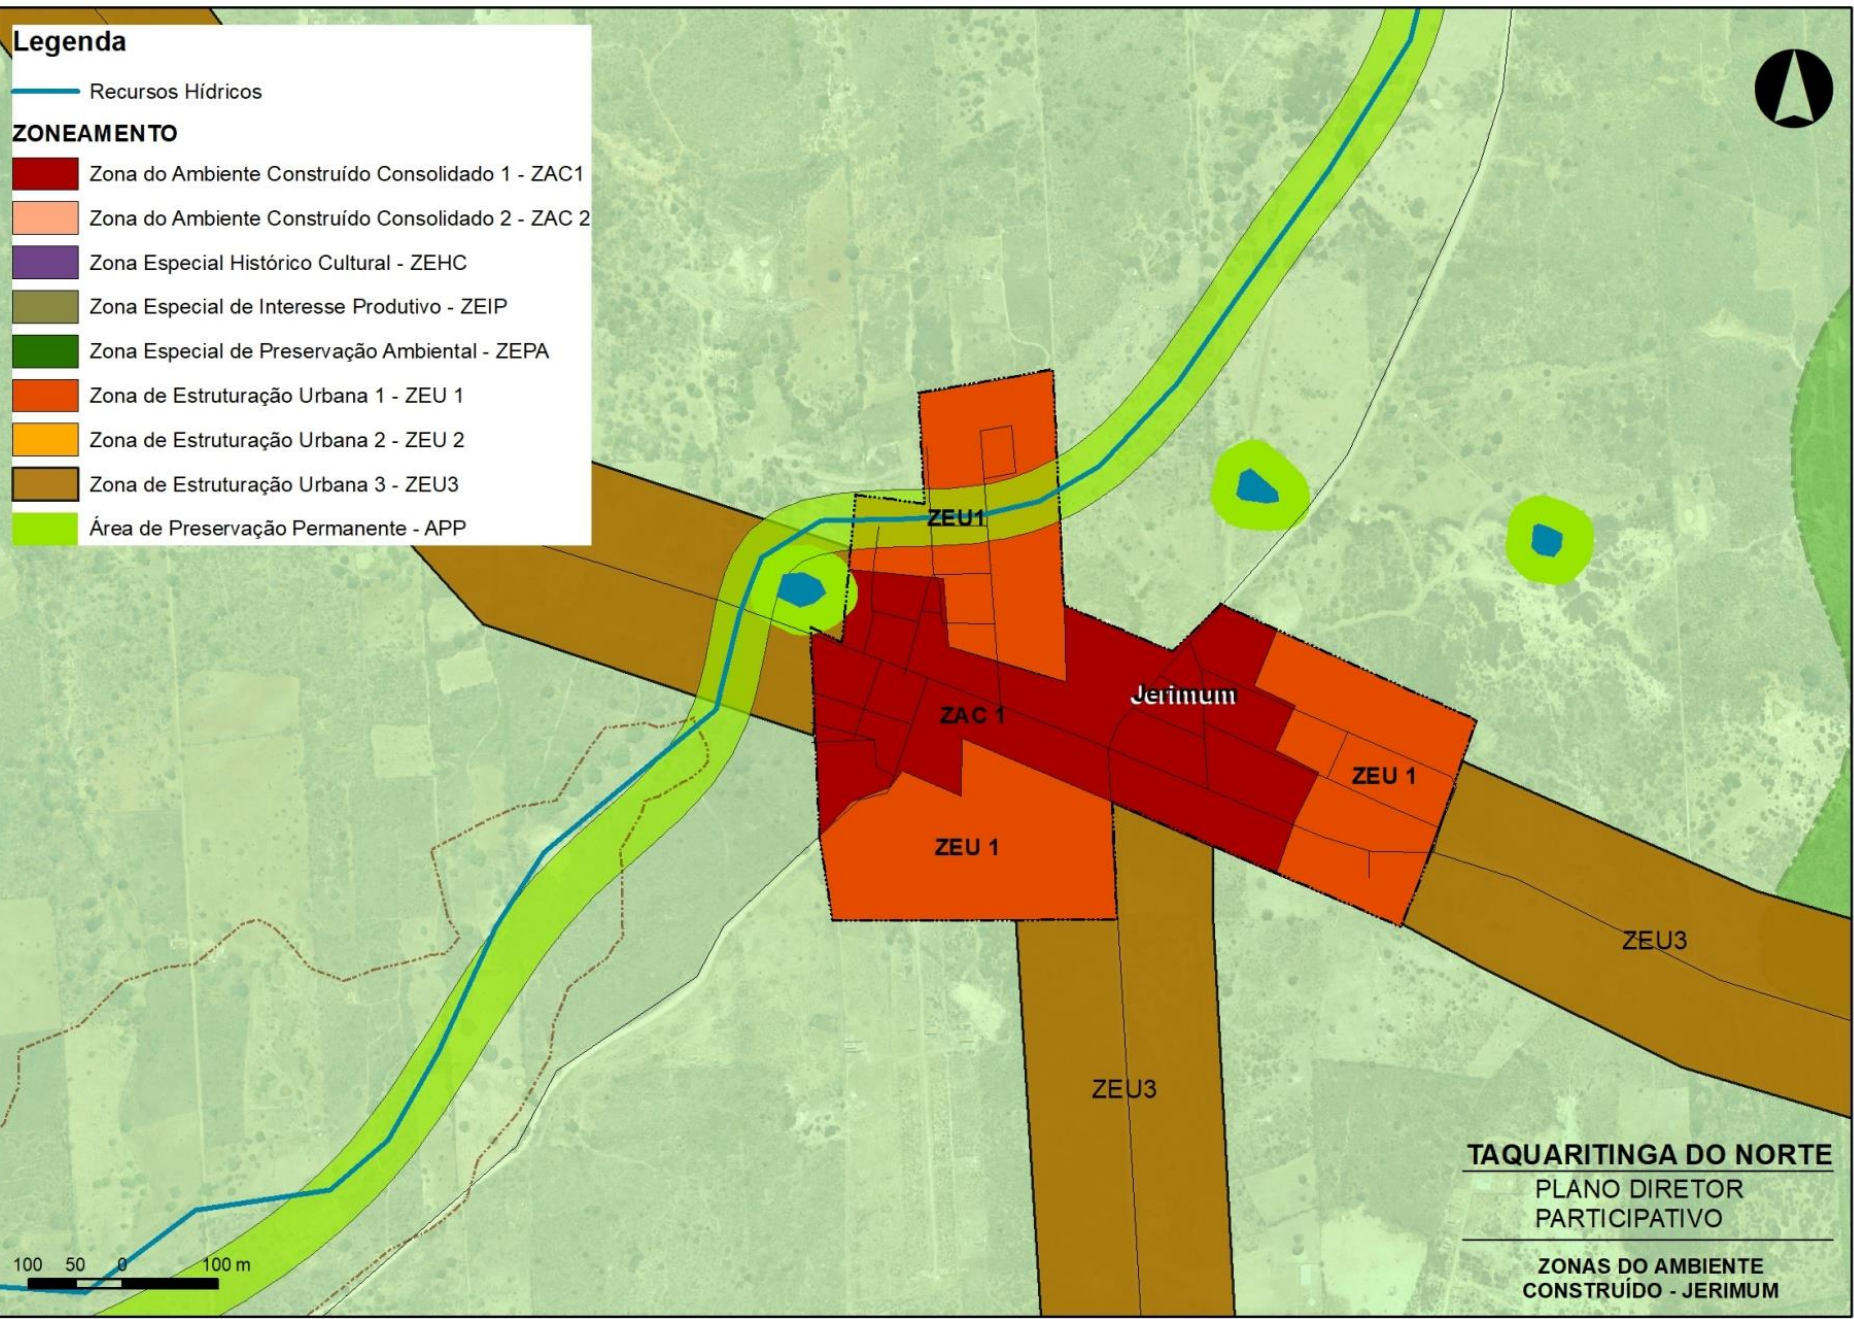 Legenda
Recursos Hídricos
ZONEAMENTO
Zona do Ambiente Construído Consolidado 1 - ZAC1
Zona do Ambiente Construído Consolidado 2 - ZAC 2
Zona Especial Histórico Cultural - ZEHC
Zona Especial de Interesse Produtivo - ZEIP
Zona Especial de Preservação Ambiental - ZEPA
Zona de Estruturação Urbana 1 - ZEU 1
Zona de Estruturação Urbana 2 - ZEU 2
Zona de Estruturação Urbana 3 - ZEU3
Área de Preservação Permanente - APP
ZEU1
Jerimum
ZAC 1
ZEU 1
ZEU 1
ZEU3
ZEU3
TAQUARITINGA DO NORTE
PLANO DIRETOR
PARTICIPATIVO
ZONAS DO AMBIENTE
CONSTRUÍDO - JERIMUM
100 50 0 100 m